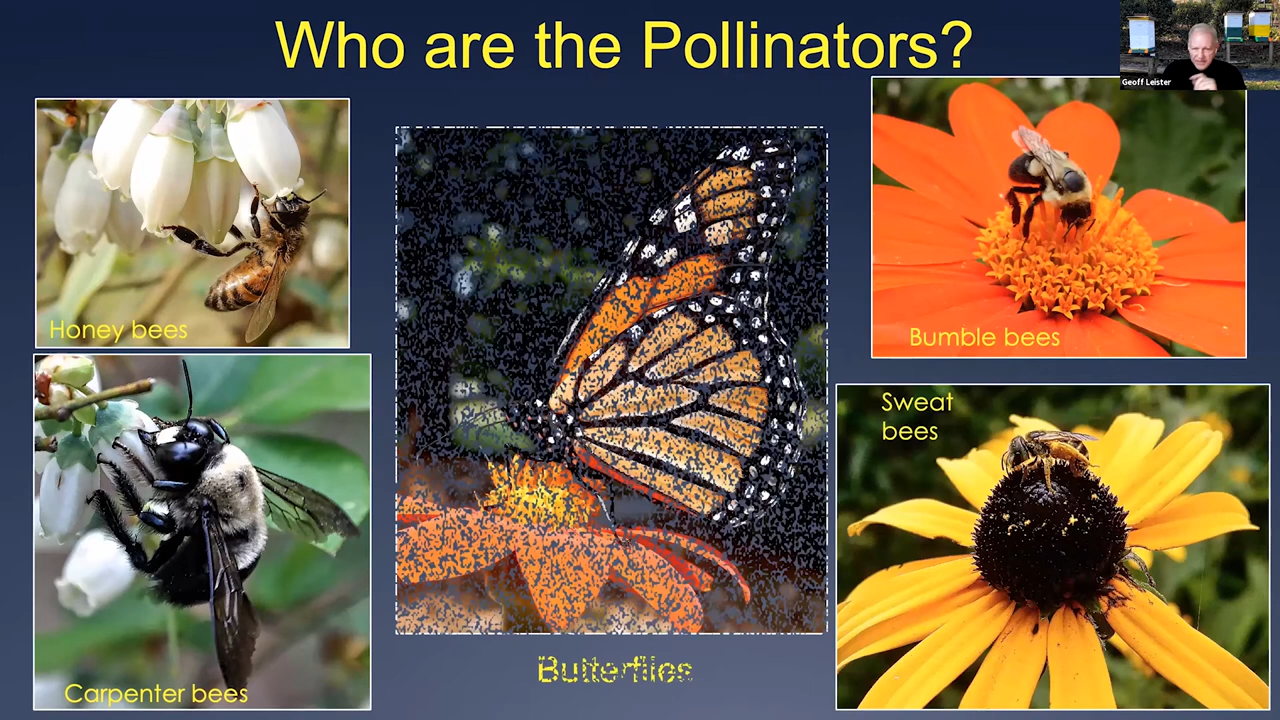 Who are the Pollinators?
Geoff Leister
Honey bees
Bumble bees
Sweat
bees
Carpenter bees
Butterflies